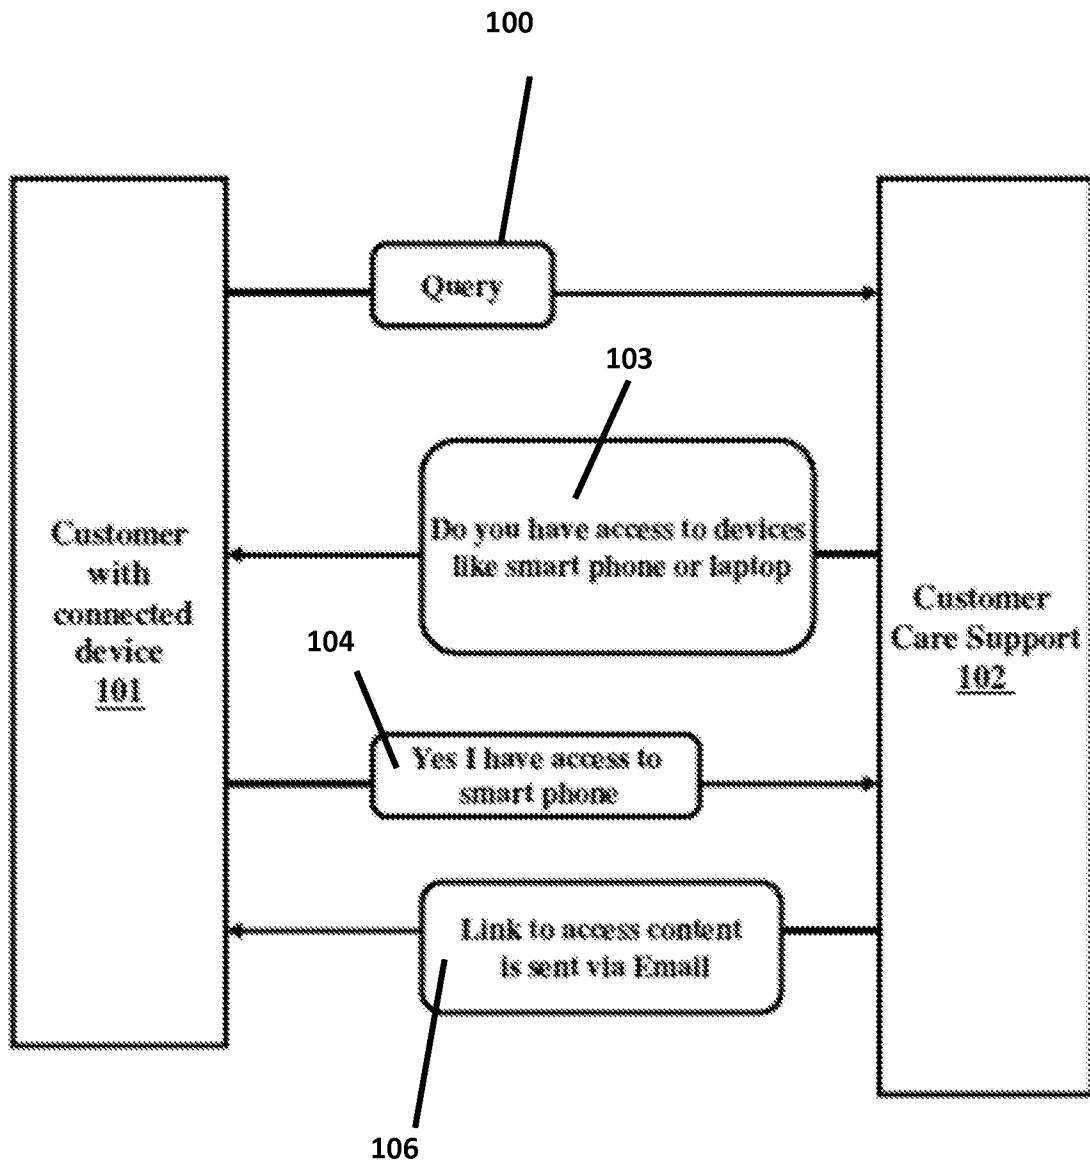 100
Query
103
Do you have access to devices
like smart phone or laptop
Customer
with
connected
device
101
Customer
Care Support
102
104
Yes I have access to
smart phone
Link to access content
is sent via Email
106